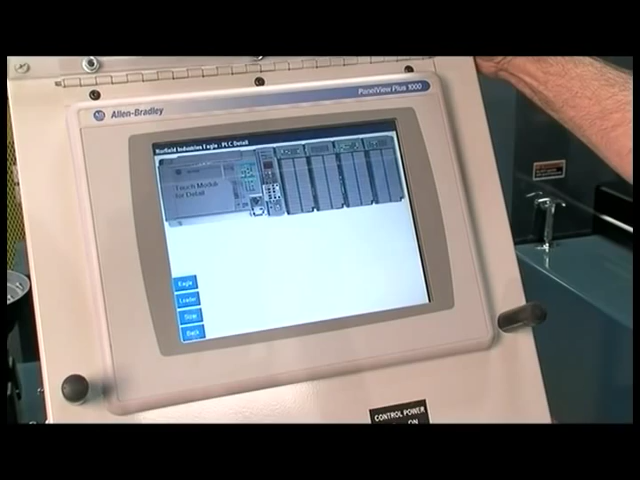 Allen-Bradley
PanelView Plus 1000
Norfield Industries Eagle - PLC Detail
Touch Module
for Detail
Eagle
Loader
Back
CONTROL POWER
ON